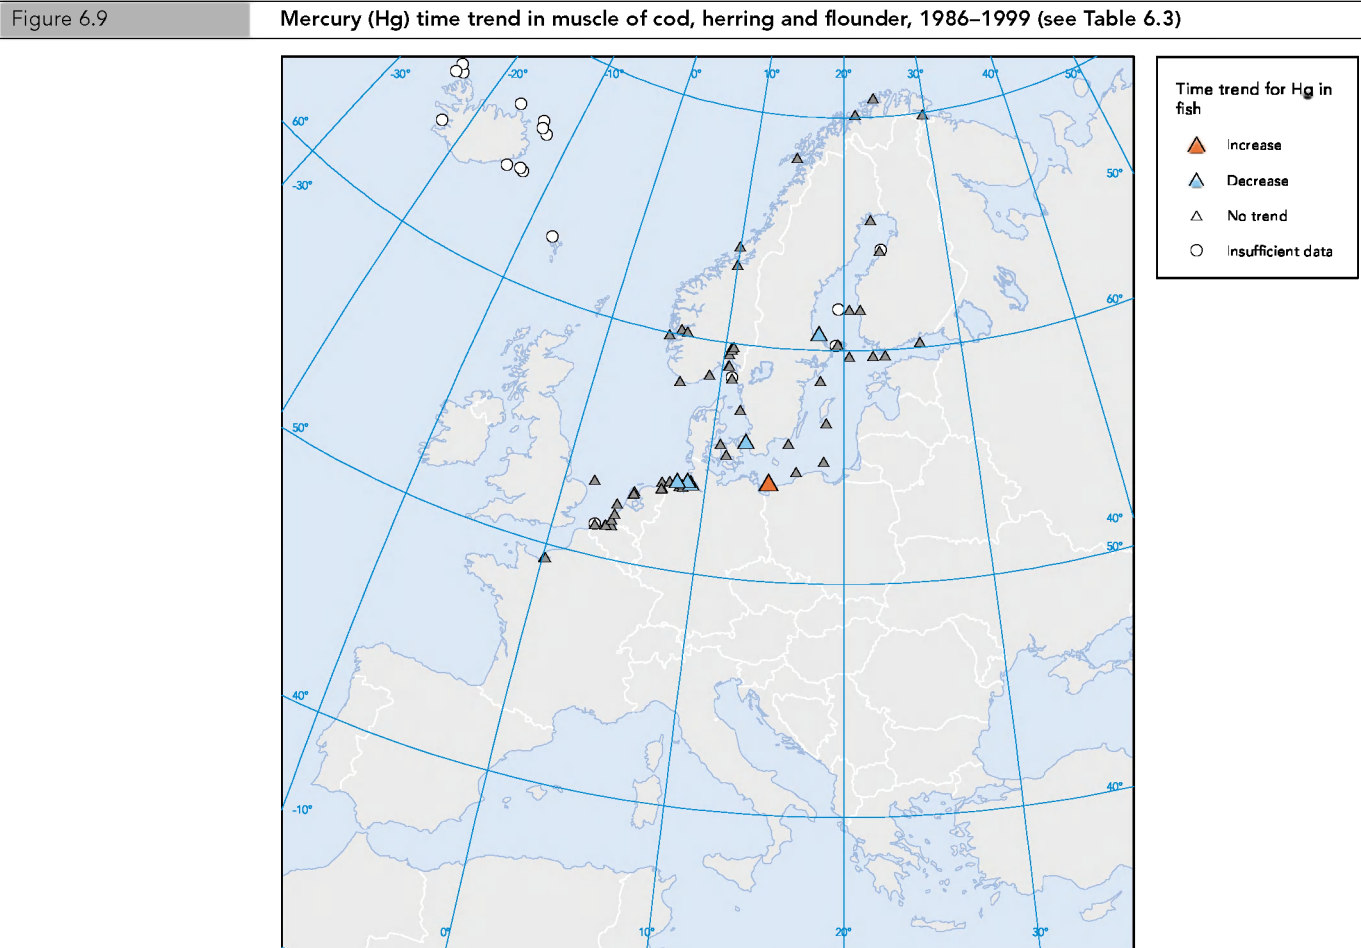 Figure 6.9
Mercury (Hg) time trend in muscle of cod, herring and flounder, 1986–1999 (see Table 6.3)
-30° -20° -10° 0° 10° 20° 30° 40° 50°
60°
-30°
50°
40°
-10°
50°
60°
40°
50°
40°
0° 10° 20° 30°
Time trend for Hg in
fish
Increase
Decrease
No trend
Insufficient data